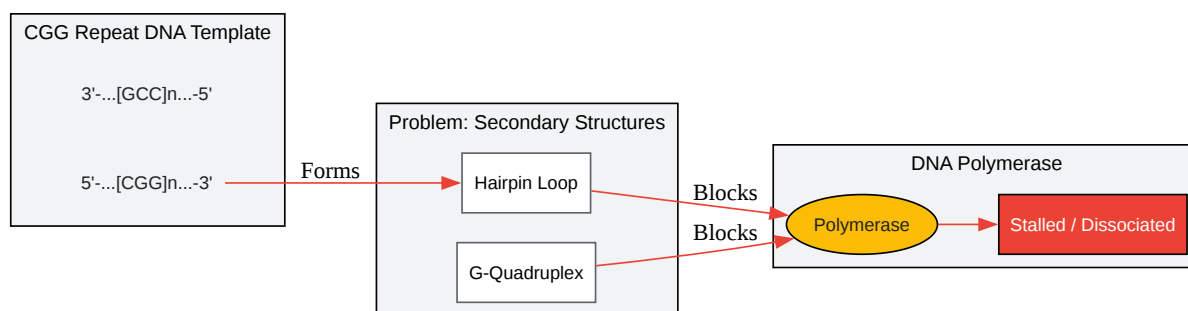 CGG Repeat DNA Template
3'-...[GCC]n...-5'
5'-...[CGG]n...-3'
Forms
Problem: Secondary Structures
Hairpin Loop
G-Quadruplex
Blocks
Blocks
DNA Polymerase
Polymerase
Stalled / Dissociated